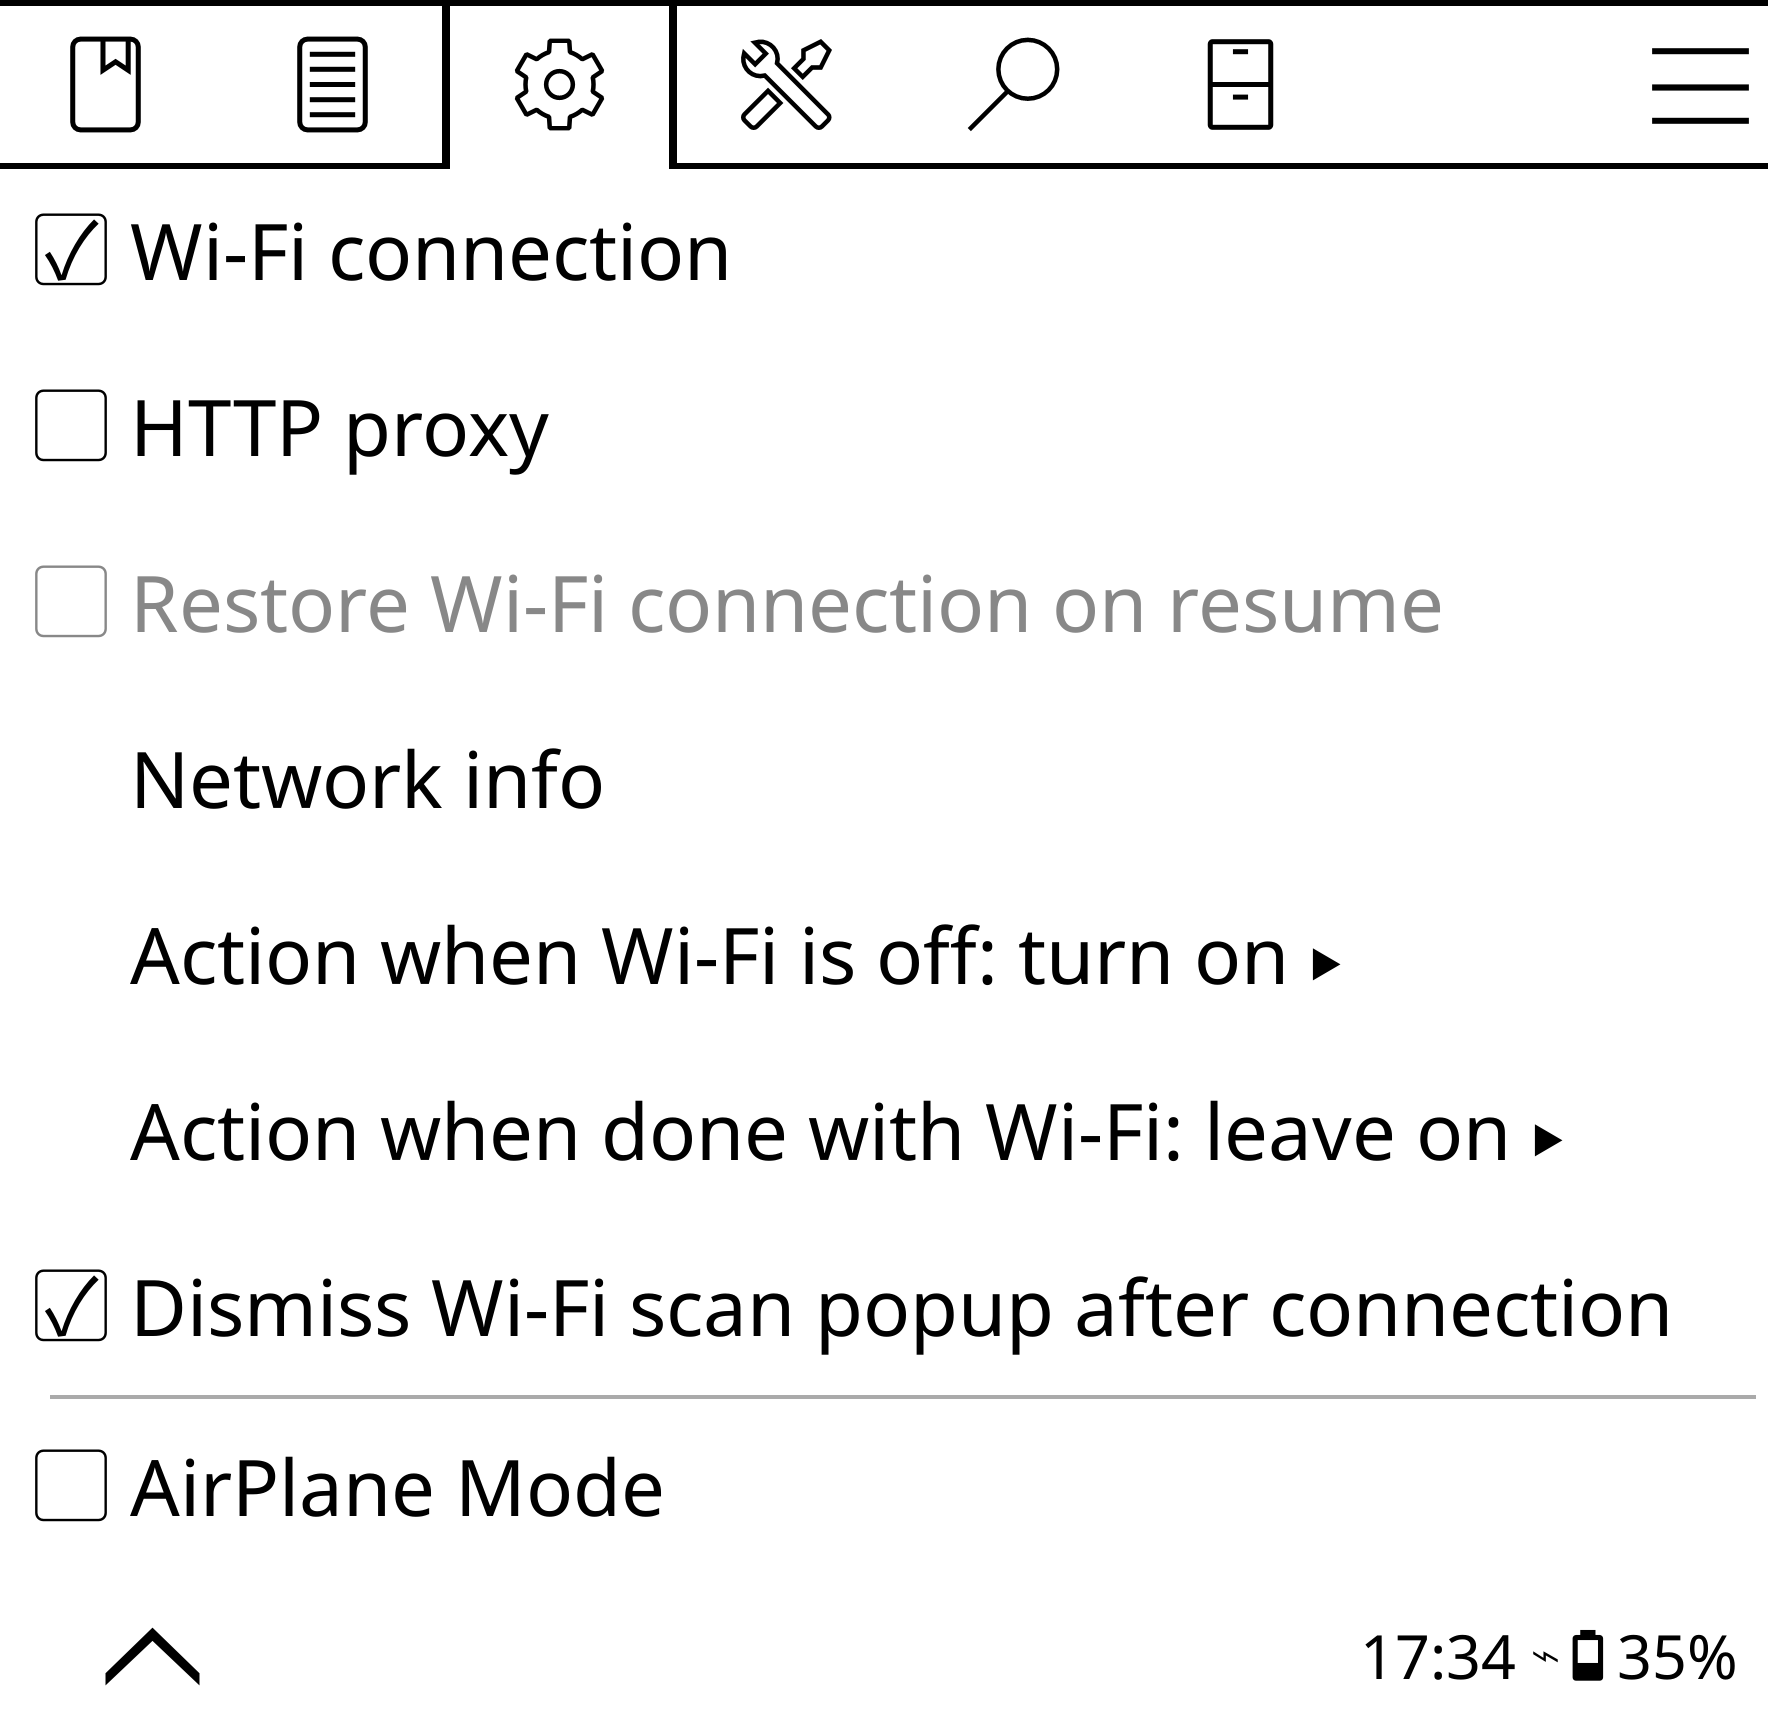 Wi-Fi connection
HTTP proxy
Restore Wi-Fi connection on resume
Network info
Action when Wi-Fi is off: turn on ▸
Action when done with Wi-Fi: leave on ▸
Dismiss Wi-Fi scan popup after connection
AirPlane Mode
17:34 35%